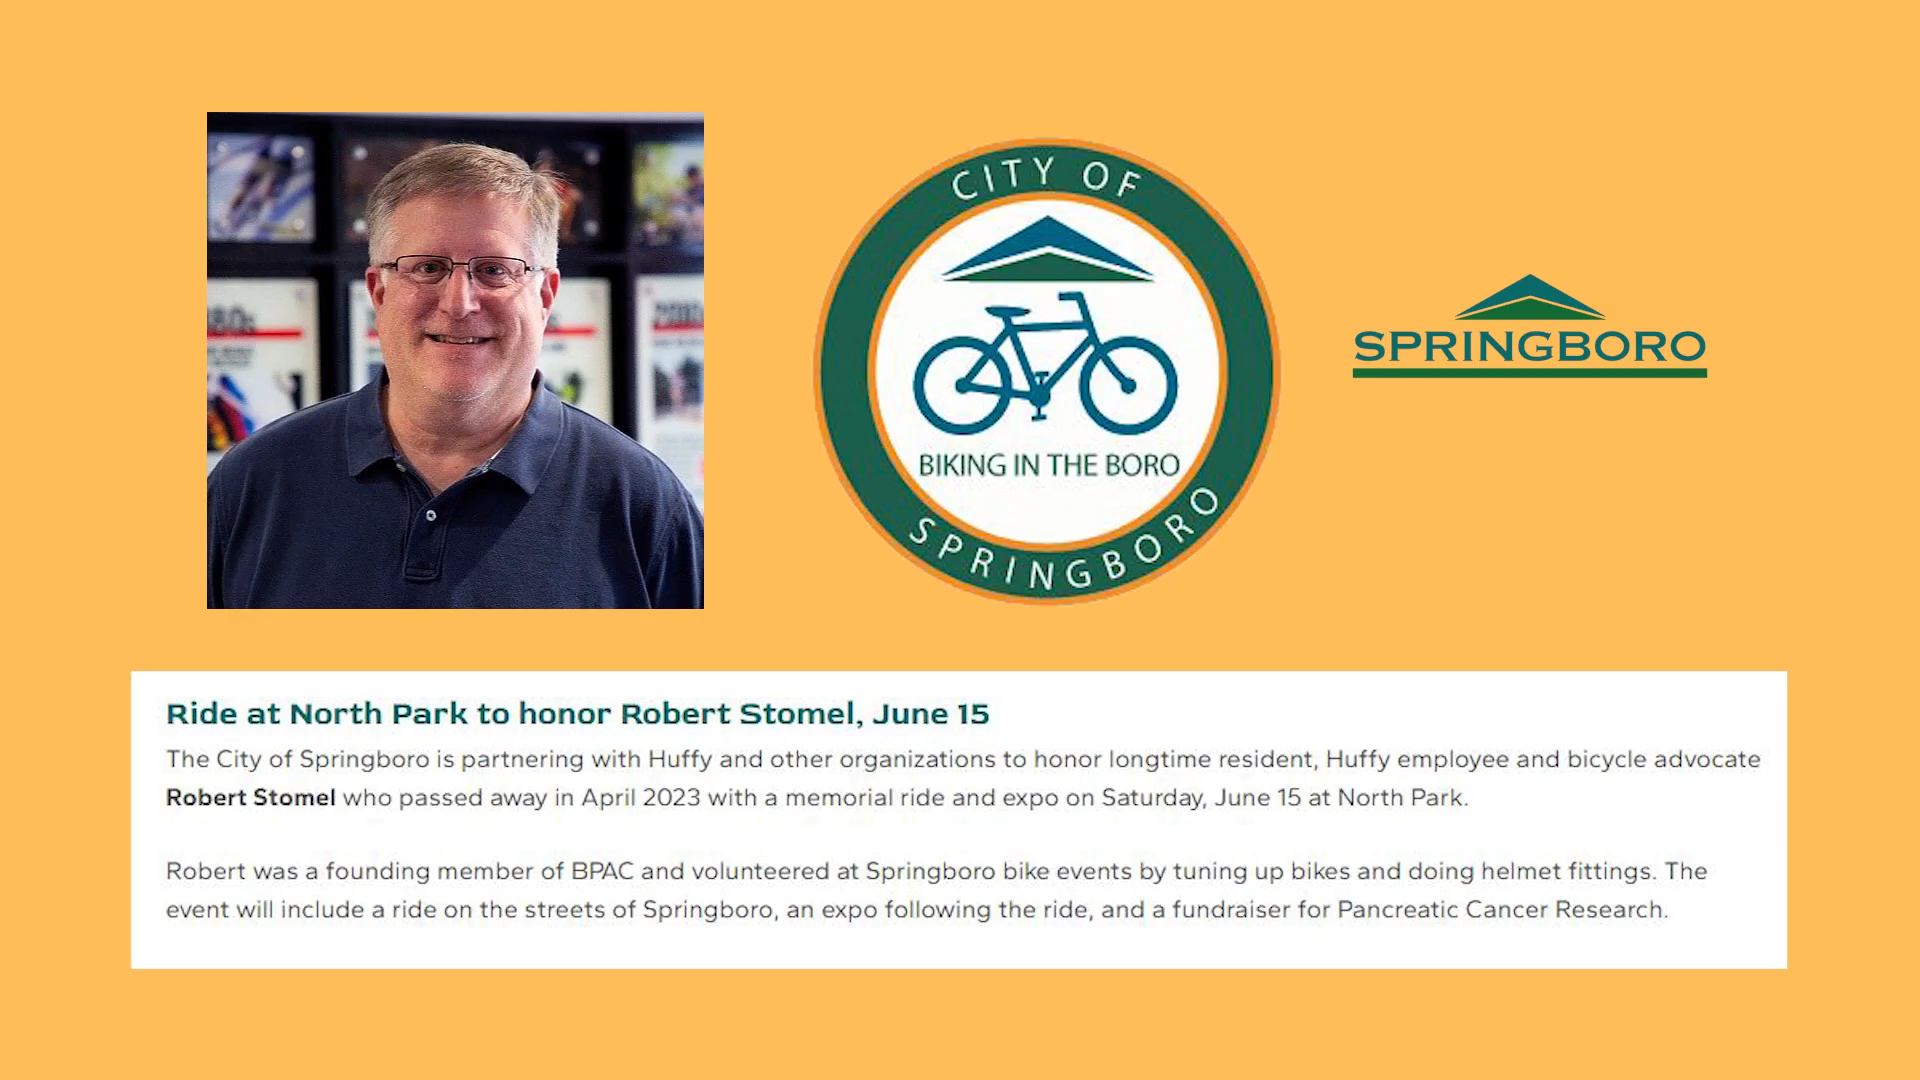 CITY OF
BIKING IN THE BORO
SPRINGBORO
SPRINGBORO
Ride at North Park to honor Robert Stomel, June 15
The City of Springboro is partnering with Huffy and other organizations to honor longtime resident, Huffy employee and bicycle advocate
Robert Stomel who passed away in April 2023 with a memorial ride and expo on Saturday, June 15 at North Park.
Robert was a founding member of BPAC and volunteered at Springboro bike events by tuning up bikes and doing helmet fittings. The
event will include a ride on the streets of Springboro, an expo following the ride, and a fundraiser for Pancreatic Cancer Research.